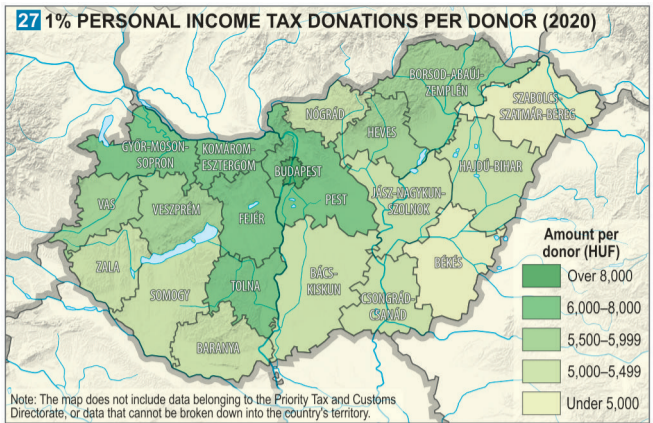 27 1% PERSONAL INCOME TAX DONATIONS PER DONOR (2020)
BORSOD-ABAÚJ-
ZEMPLÉN
SZABOLCS-
SZATMÁR-BEREG
NÓGRÁD
HEVES
GYŐR-MOSON-
SOPRON
KOMÁROM-
ESZTERGOM
BUDAPEST
PEST
HAJDÚ-BIHAR
JÁSZ-NAGYKUN-
SZOLNOK
VAS
VESZPRÉM
FEJÉR
ZALA
SOMOGY
TOLNA
BÁCS-
KISKUN
BÉKÉS
CSONGRÁD-
CSANÁD
BARANYA
Amount per
donor (HUF)
Over 8,000
6,000–8,000
5,500–5,999
5,000–5,499
Under 5,000
Note: The map does not include data belonging to the Priority Tax and Customs
Directorate, or data that cannot be broken down into the country's territory.